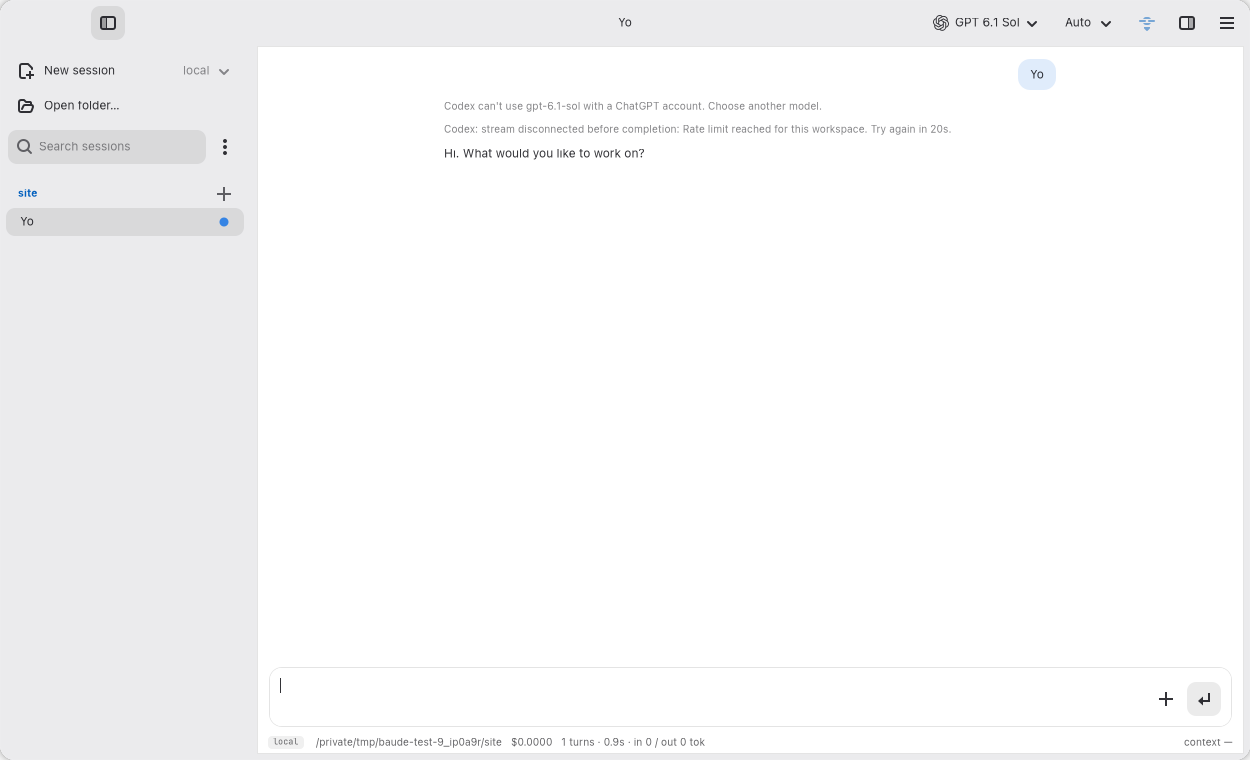 Yo
GPT 6.1 Sol
Auto
New session
local
Open folder...
Search sessions
site
Yo
Yo
Codex can't use gpt-6.1-sol with a ChatGPT account. Choose another model.
Codex: stream disconnected before completion: Rate limit reached for this workspace. Try again in 20s.
Hi. What would you like to work on?
local /private/tmp/baude-test-9_ip0a9r/site $0.0000 1 turns · 0.9s · in 0 / out 0 tok context —